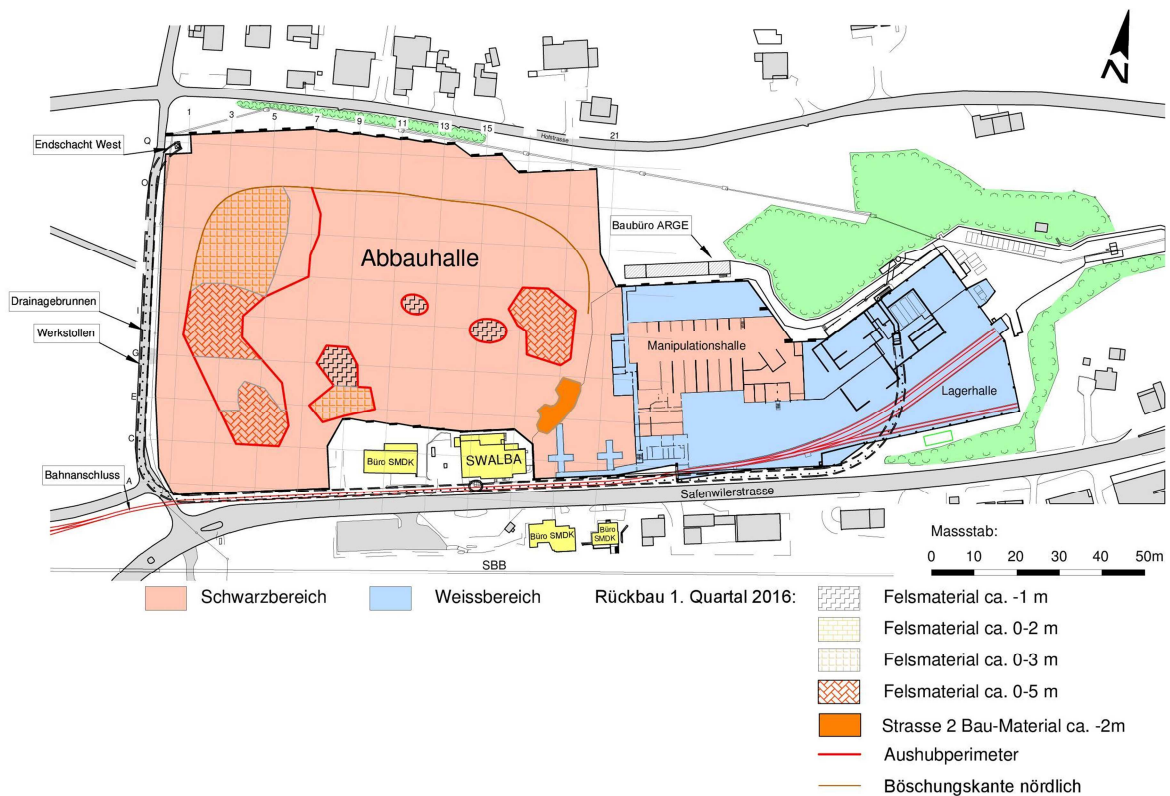 N
1
3
5
7
9
11
13
15
21
Hofstrasse
Endschacht West
Q
O
Baubüro ARGE
Abbauhalle
Drainagebrunnen
I
Werkstollen
G
Manipulationshalle
E
Lagerhalle
C
Büro SMDK
SWALBA
Bahnanschluss
A
Safenwilerstrasse
Büro SMDK
Büro
SMDK
SBB
Massstab:
0 10 20 30 40 50m
Schwarzbereich
Weissbereich
Rückbau 1. Quartal 2016:
Felsmaterial ca. -1 m
Felsmaterial ca. 0-2 m
Felsmaterial ca. 0-3 m
Felsmaterial ca. 0-5 m
Strasse 2 Bau-Material ca. -2m
Aushubperimeter
Böschungskante nördlich